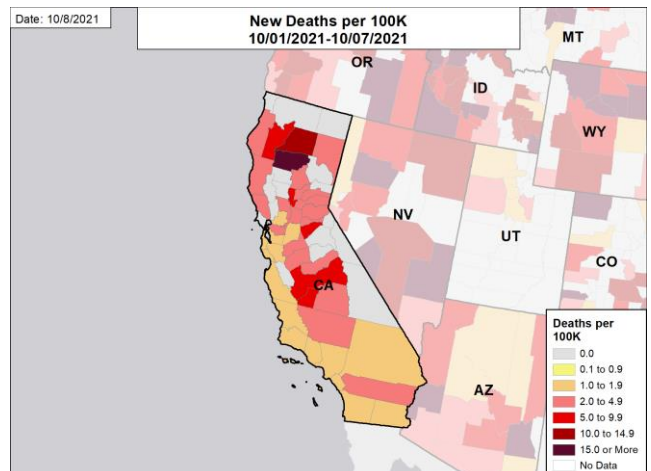 Date: 10/8/2021
New Deaths per 100K
10/01/2021-10/07/2021
MT
OR
ID
WY
NV
UT
CO
CA
AZ
Deaths per
100K
0.0
0.1 to 0.9
1.0 to 1.9
2.0 to 4.9
5.0 to 9.9
10.0 to 14.9
15.0 or More
No Data